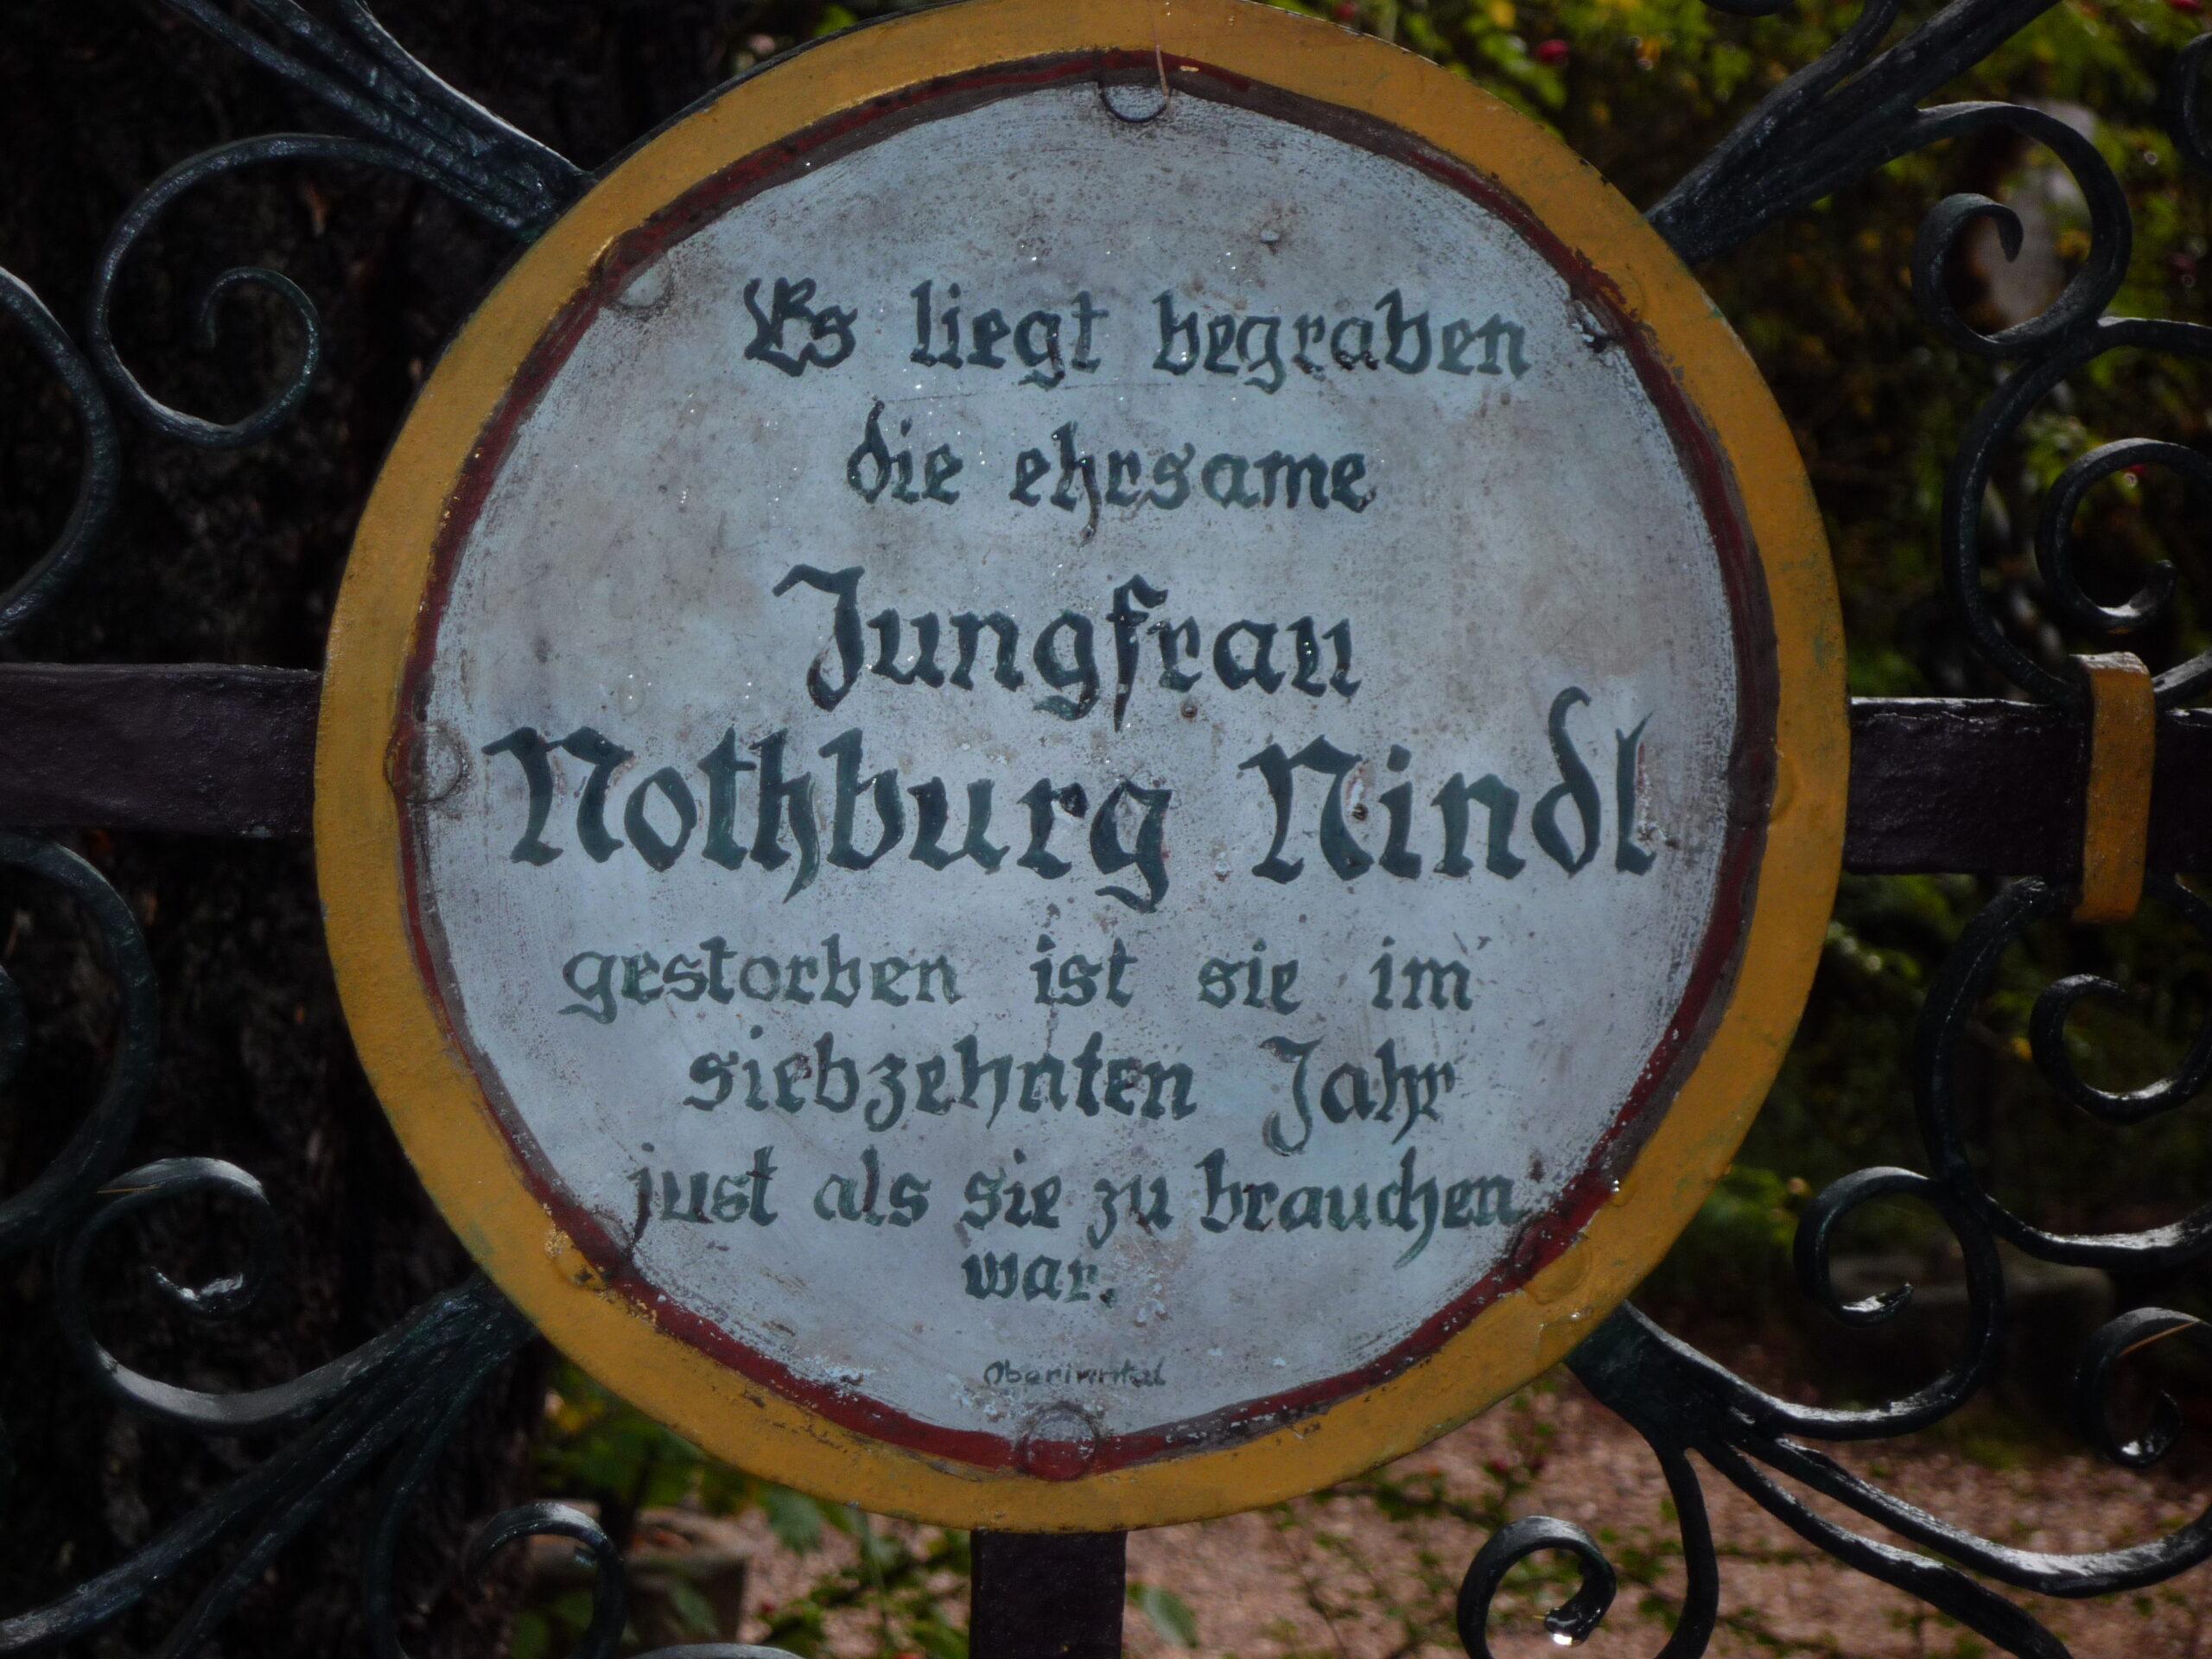 Es liegt begraben
die ehrsame
Jungfrau
Nothburg Nindl
gestorben ist sie im
siebzehnten Jahr
just als sie zu brauchen
war.
Oberinntal